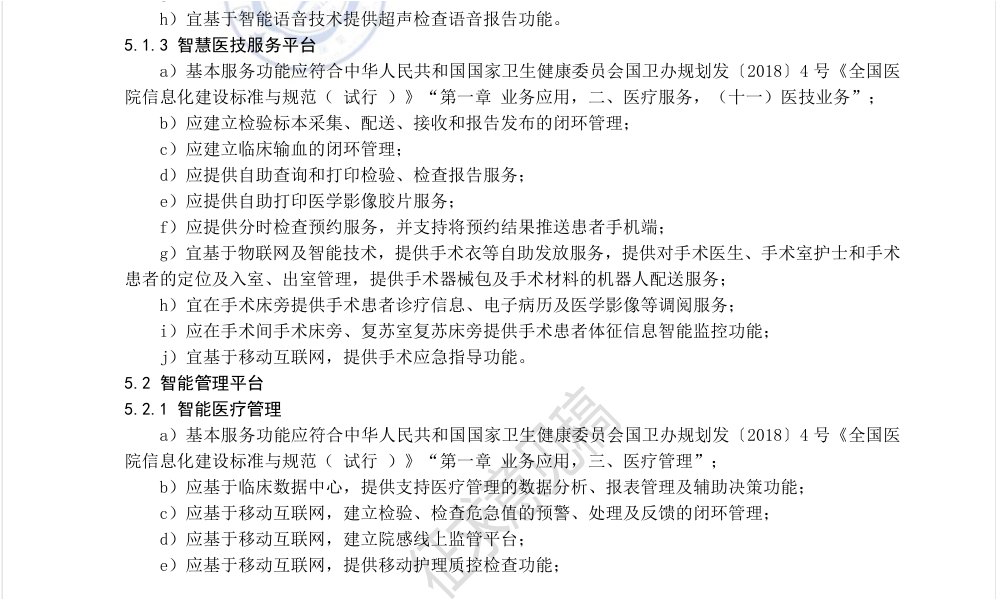 h）宜基于智能语音技术提供超声检查语音报告功能。
5.1.3 智慧医技服务平台
a）基本服务功能应符合中华人民共和国国家卫生健康委员会国卫办规划发〔2018〕4 号《全国医
院信息化建设标准与规范（ 试行 ）》“第一章 业务应用，二、医疗服务，（十一）医技业务”；
b）应建立检验标本采集、配送、接收和报告发布的闭环管理；
c）应建立临床输血的闭环管理；
d）应提供自助查询和打印检验、检查报告服务；
e）应提供自助打印医学影像胶片服务；
f）应提供分时检查预约服务，并支持将预约结果推送患者手机端；
g）宜基于物联网及智能技术，提供手术衣等自助发放服务，提供对手术医生、手术室护士和手术
患者的定位及入室、出室管理，提供手术器械包及手术材料的机器人配送服务；
h）宜在手术床旁提供手术患者诊疗信息、电子病历及医学影像等调阅服务；
i）应在手术间手术床旁、复苏室复苏床旁提供手术患者体征信息智能监控功能；
j）宜基于移动互联网，提供手术应急指导功能。
5.2 智能管理平台
5.2.1 智能医疗管理
a）基本服务功能应符合中华人民共和国国家卫生健康委员会国卫办规划发〔2018〕4 号《全国医
院信息化建设标准与规范（ 试行 ）》“第一章 业务应用，三、医疗管理”；
b）应基于临床数据中心，提供支持医疗管理的数据分析、报表管理及辅助决策功能；
c）应基于移动互联网，建立检验、检查危急值的预警、处理及反馈的闭环管理；
d）应基于移动互联网，建立院感线上监管平台；
e）应基于移动互联网，提供移动护理质控检查功能；
征求意见稿